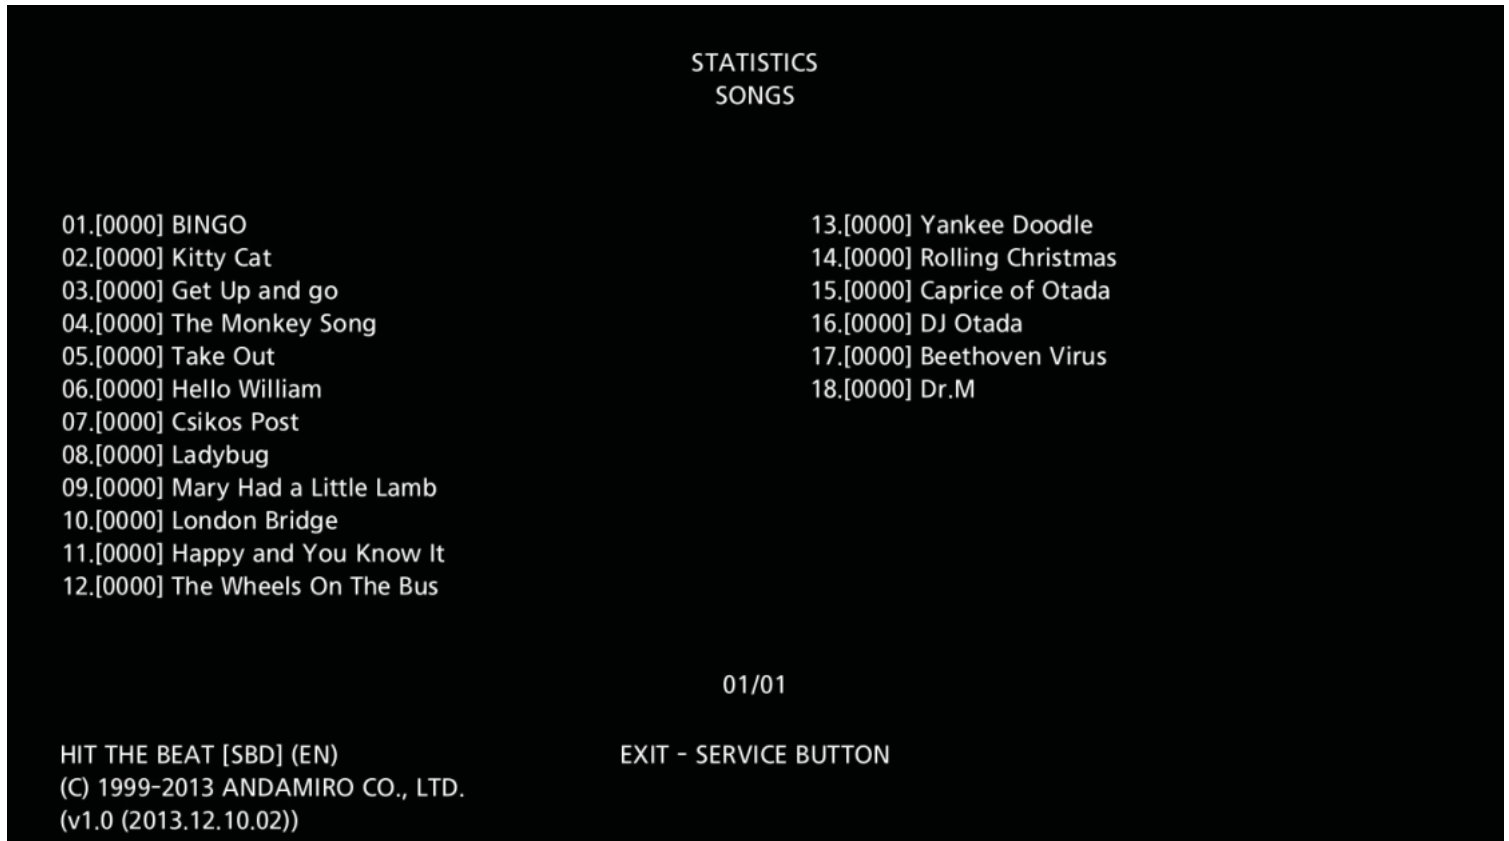 STATISTICS
SONGS
01.[0000] BINGO
02.[0000] Kitty Cat
03.[0000] Get Up and go
04.[0000] The Monkey Song
05.[0000] Take Out
06.[0000] Hello William
07.[0000] Csikos Post
08.[0000] Ladybug
09.[0000] Mary Had a Little Lamb
10.[0000] London Bridge
11.[0000] Happy and You Know It
12.[0000] The Wheels On The Bus
13.[0000] Yankee Doodle
14.[0000] Rolling Christmas
15.[0000] Caprice of Otada
16.[0000] DJ Otada
17.[0000] Beethoven Virus
18.[0000] Dr.M
01/01
HIT THE BEAT [SBD] (EN)
(C) 1999-2013 ANDAMIRO CO., LTD.
(v1.0 (2013.12.10.02))
EXIT - SERVICE BUTTON